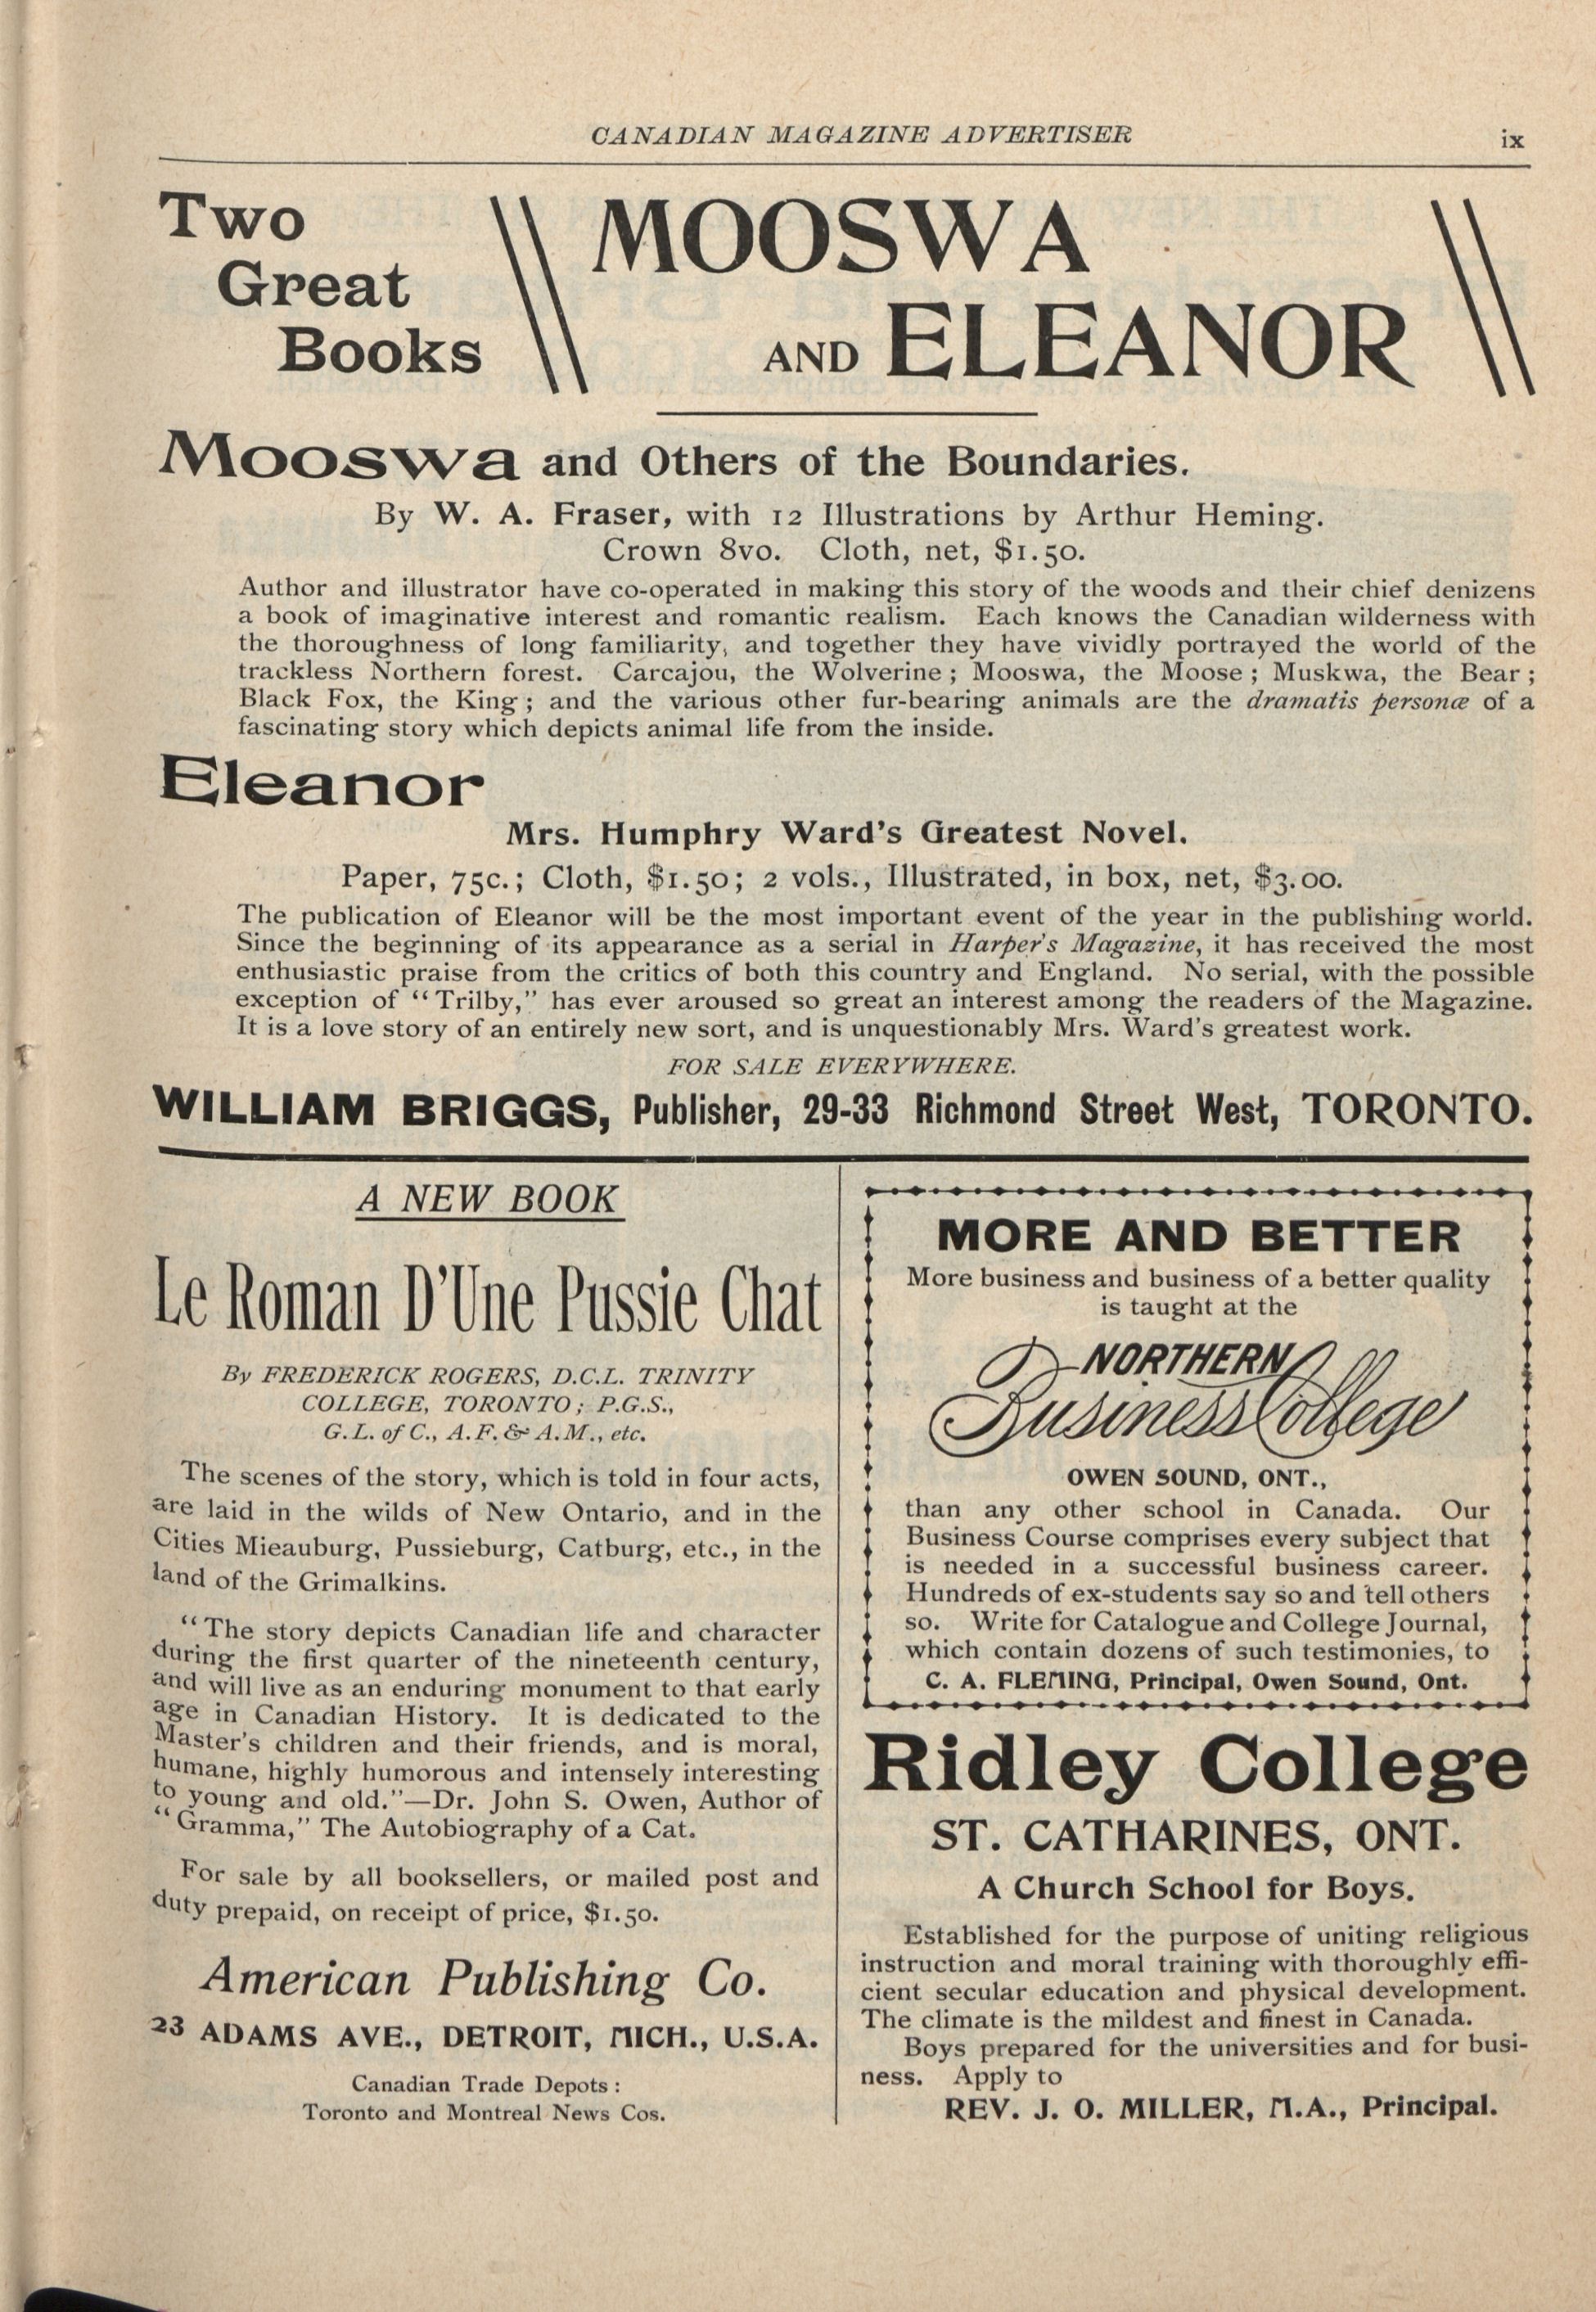 CANADIAN MAGAZINE ADVERTISER ix
Two
Great
Books
MOOSWA
AND ELEANOR
Mooswa and Others of the Boundaries.
By W. A. Fraser, with 12 Illustrations by Arthur Heming.
Crown 8vo. Cloth, net, $1.50.
Author and illustrator have co-operated in making this story of the woods and their chief denizens
a book of imaginative interest and romantic realism. Each knows the Canadian wilderness with
the thoroughness of long familiarity, and together they have vividly portrayed the world of the
trackless Northern forest. Carcajou, the Wolverine; Mooswa, the Moose; Muskwa, the Bear;
Black Fox, the King; and the various other fur-bearing animals are the dramatis personæ of a
fascinating story which depicts animal life from the inside.
Eleanor
Mrs. Humphry Ward's Greatest Novel.
Paper, 75c.; Cloth, $1.50; 2 vols., Illustrated, in box, net, $3.00.
The publication of Eleanor will be the most important event of the year in the publishing world.
Since the beginning of its appearance as a serial in Harper's Magazine, it has received the most
enthusiastic praise from the critics of both this country and England. No serial, with the possible
exception of "Trilby," has ever aroused so great an interest among the readers of the Magazine.
It is a love story of an entirely new sort, and is unquestionably Mrs. Ward's greatest work.
FOR SALE EVERYWHERE.
WILLIAM BRIGGS, Publisher, 29-33 Richmond Street West, TORONTO.
A NEW BOOK
Le Roman D'Une Pussie Chat
By FREDERICK ROGERS, D.C.L. TRINITY
COLLEGE, TORONTO; P.G.S.,
G.L. of C., A.F. & A.M., etc.
The scenes of the story, which is told in four acts,
are laid in the wilds of New Ontario, and in the
Cities Mieauburg, Pussieburg, Catburg, etc., in the
land of the Grimalkins.
"The story depicts Canadian life and character
during the first quarter of the nineteenth century,
and will live as an enduring monument to that early
age in Canadian History. It is dedicated to the
Master's children and their friends, and is moral,
humane, highly humorous and intensely interesting
to young and old."—Dr. John S. Owen, Author of
"Gramma," The Autobiography of a Cat.
For sale by all booksellers, or mailed post and
duty prepaid, on receipt of price, $1.50.
American Publishing Co.
23 ADAMS AVE., DETROIT, MICH., U.S.A.
Canadian Trade Depots:
Toronto and Montreal News Cos.
MORE AND BETTER
More business and business of a better quality
is taught at the
NORTHERN
Business College
OWEN SOUND, ONT.,
than any other school in Canada. Our
Business Course comprises every subject that
is needed in a successful business career.
Hundreds of ex-students say so and tell others
so. Write for Catalogue and College Journal,
which contain dozens of such testimonies, to
C. A. FLEMING, Principal, Owen Sound, Ont.
Ridley College
ST. CATHARINES, ONT.
A Church School for Boys.
Established for the purpose of uniting religious
instruction and moral training with thoroughly effi-
cient secular education and physical development.
The climate is the mildest and finest in Canada.
Boys prepared for the universities and for busi-
ness. Apply to
REV. J. O. MILLER, M.A., Principal.